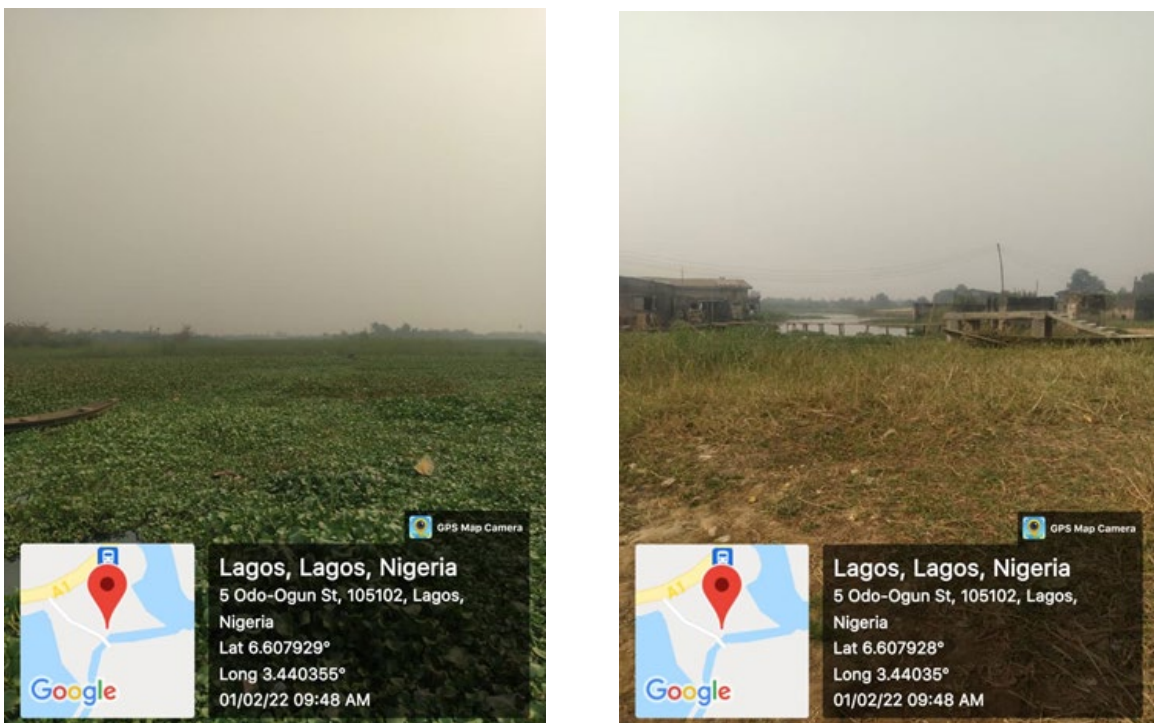 GPS Map Camera
A1
Google
Lagos, Lagos, Nigeria
5 Odo-Ogun St, 105102, Lagos,
Nigeria
Lat 6.607929°
Long 3.440355°
01/02/22 09:48 AM
GPS Map Camera
A1
Google
Lagos, Lagos, Nigeria
5 Odo-Ogun St, 105102, Lagos,
Nigeria
Lat 6.607928°
Long 3.44035°
01/02/22 09:48 AM